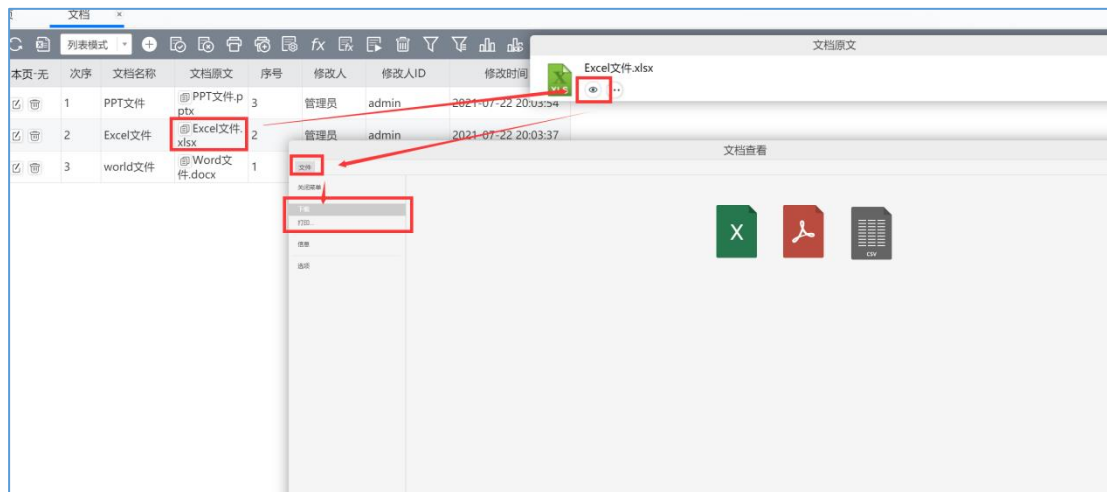 文档 ×
列表模式
fx
文档原文
Excel文件.xlsx
XLS
本页-无 次序 文档名称 文档原文 序号 修改人 修改人ID 修改时间
1 PPT文件 PPT文件.p
ptx 3 管理员 admin 2021-07-22 20:03:54
2 Excel文件 Excel文件.
xlsx 2 管理员 admin 2021-07-22 20:03:37
3 world文件 Word文
件.docx 1
文档查看
文件
关闭菜单
下载
打印...
信息
选项
X
CSV